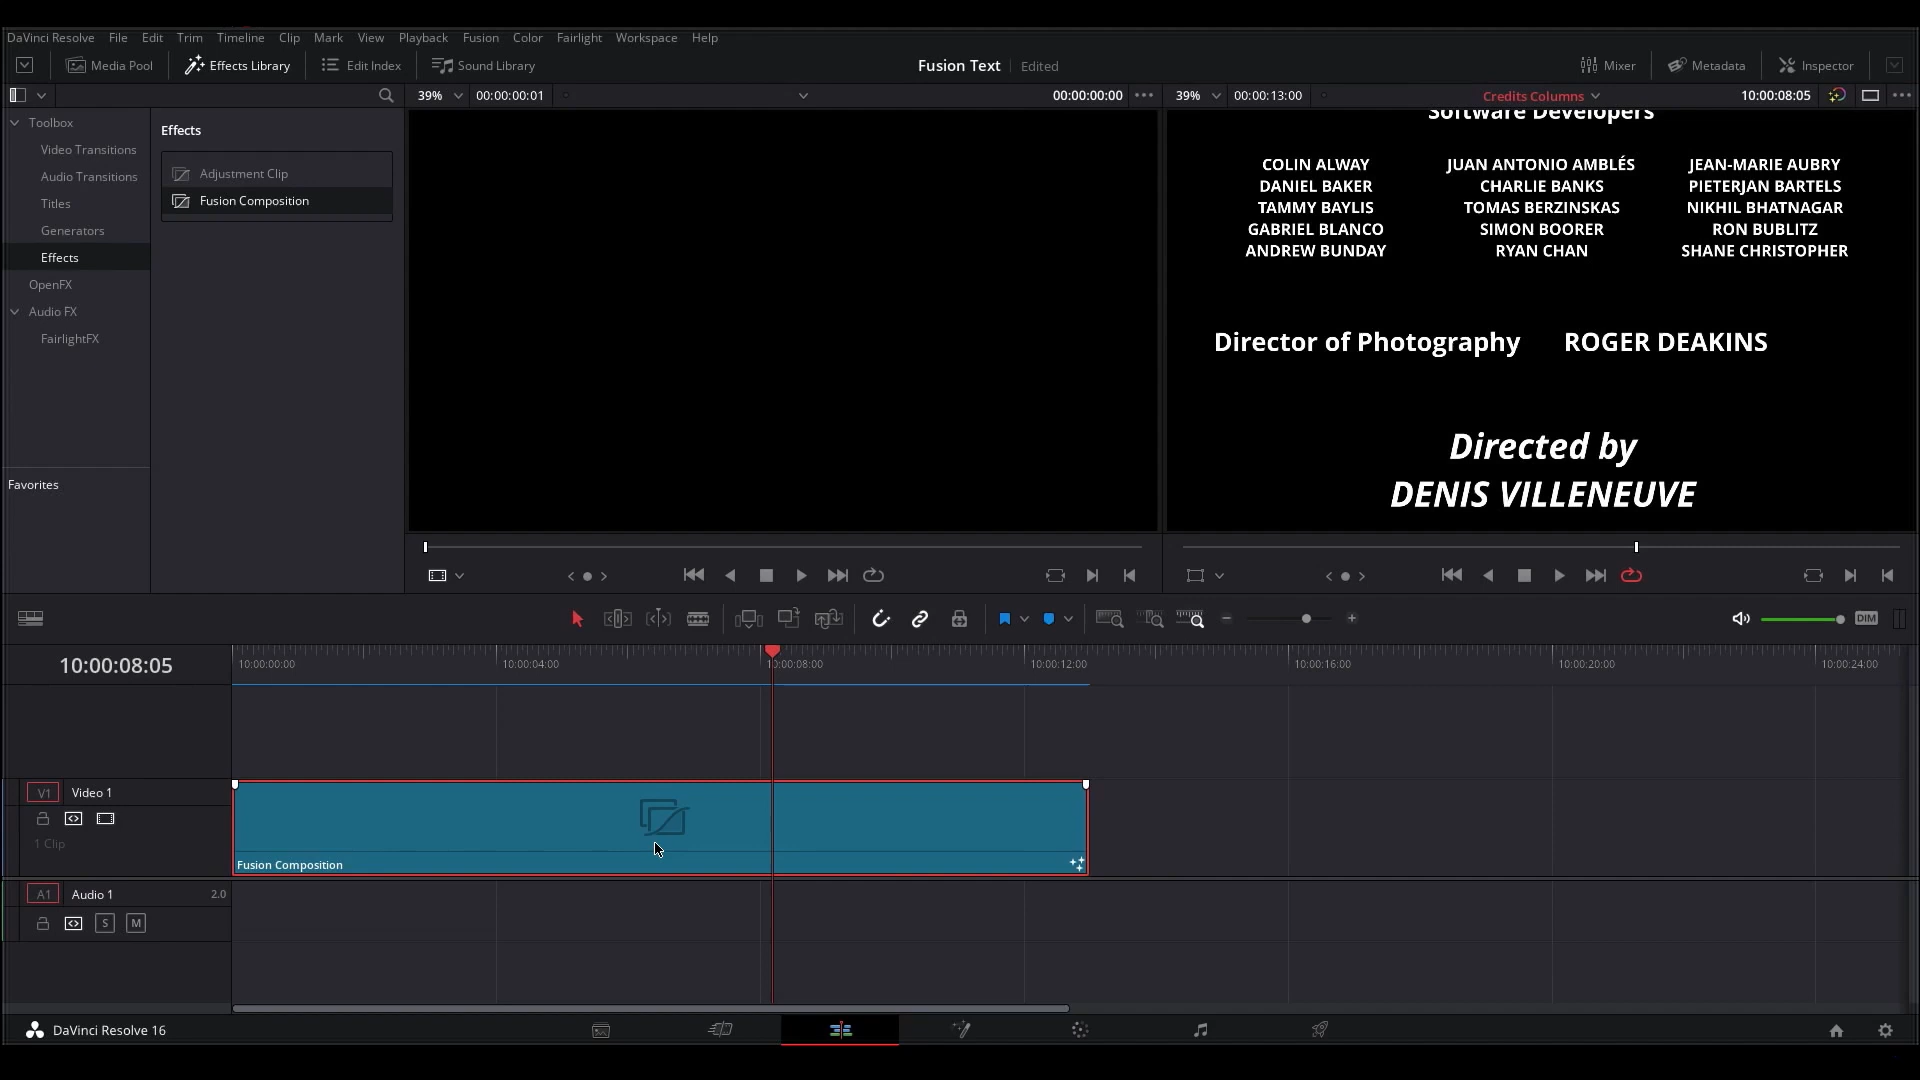 DaVinci Resolve File Edit Trim Timeline Clip Mark View Playback Fusion Color Fairlight Workspace Help
Media Pool Effects Library Edit Index Sound Library Fusion Text Edited Mixer Metadata Inspector
39% 00:00:00:01 00:00:00:00 39% 00:00:13:00 Credits Columns 10:00:08:05
Toolbox
Video Transitions
Audio Transitions
Titles
Generators
Effects
OpenFX
Audio FX
FairlightFX
Favorites
Effects
Adjustment Clip
Fusion Composition
Software Developers
COLIN ALWAY JUAN ANTONIO AMBLÉS JEAN-MARIE AUBRY
DANIEL BAKER CHARLIE BANKS PIETERJAN BARTELS
TAMMY BAYLIS TOMAS BERZINSKAS NIKHIL BHATNAGAR
GABRIEL BLANCO SIMON BOORER RON BUBLITZ
ANDREW BUNDAY RYAN CHAN SHANE CHRISTOPHER
Director of Photography ROGER DEAKINS
Directed by
DENIS VILLENEUVE
DIM
10:00:08:05 10:00:00:00 10:00:04:00 10:00:08:00 10:00:12:00 10:00:16:00 10:00:20:00 10:00:24:00
V1 Video 1
1 Clip
Fusion Composition
A1 Audio 1 2.0
S M
DaVinci Resolve 16